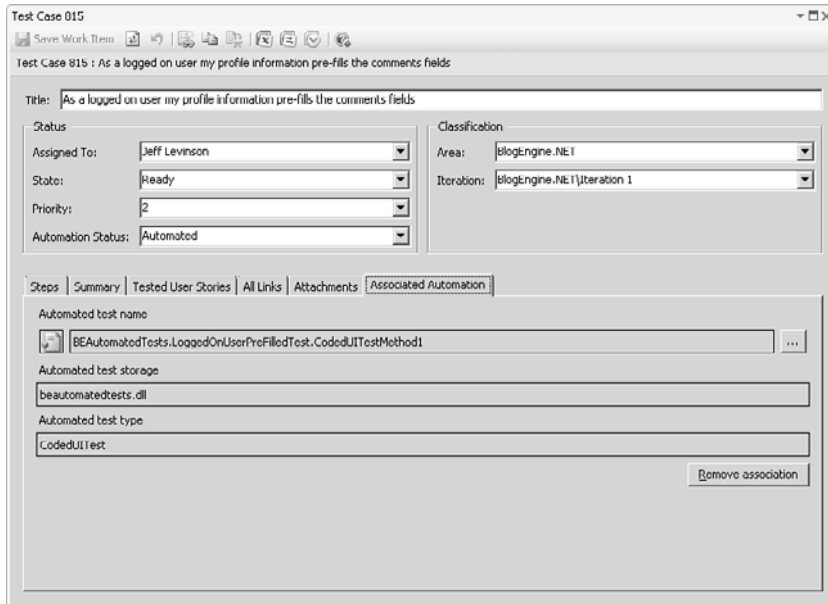 Test Case 815
Save Work Item
Test Case 815 : As a logged on user my profile information pre-fills the comments fields
Title: As a logged on user my profile information pre-fills the comments fields
Status
Classification
Assigned To: Jeff Levinson
Area: BlogEngine.NET
State: Ready
Iteration: BlogEngine.NET\Iteration 1
Priority: 2
Automation Status: Automated
Steps Summary Tested User Stories All Links Attachments Associated Automation
Automated test name
BEAutomatedTests.LoggedOnUserPreFilledTest.CodedUITestMethod1 ...
Automated test storage
beautomatedtests.dll
Automated test type
CodedUITest
Remove association